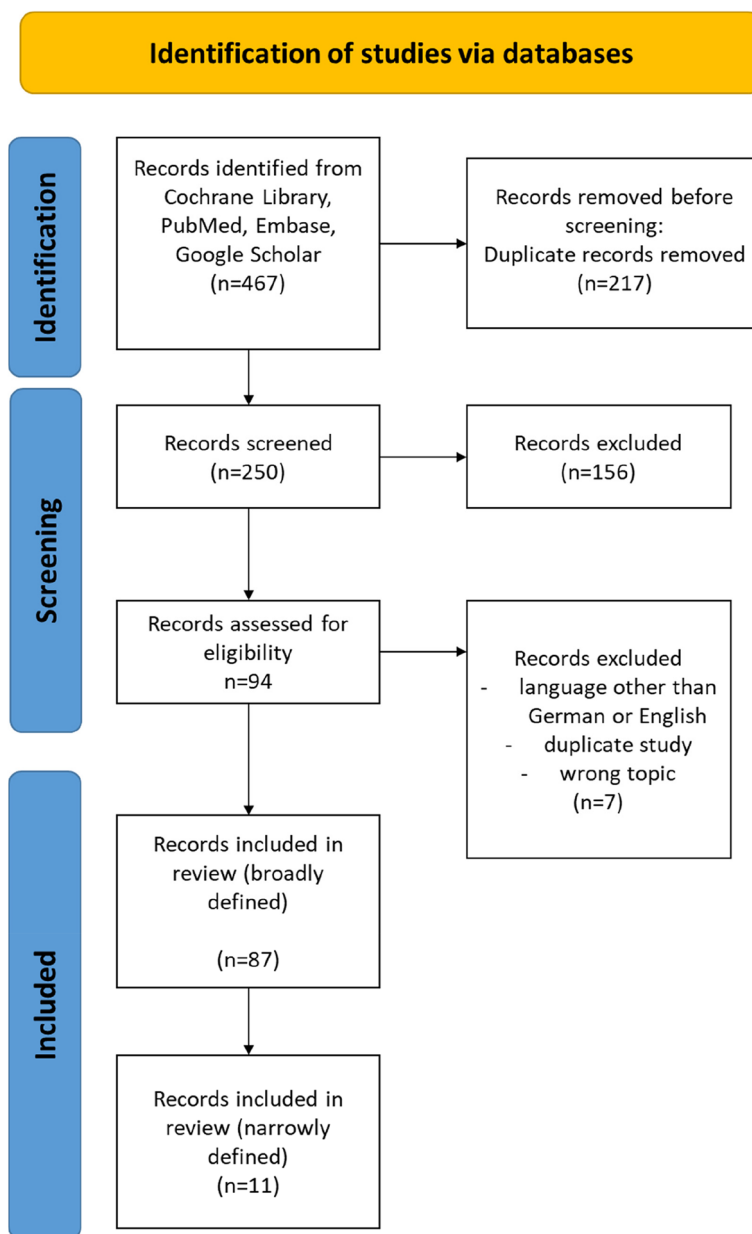 Identification of studies via databases
Identification
Records identified from
Cochrane Library,
PubMed, Embase,
Google Scholar
(n=467)
Records removed before
screening:
Duplicate records removed
(n=217)
Screening
Records screened
(n=250)
Records excluded
(n=156)
Records assessed for
eligibility
n=94
Records excluded
- language other than
German or English
- duplicate study
- wrong topic
(n=7)
Included
Records included in
review (broadly
defined)
(n=87)
Records included in
review (narrowly
defined)
(n=11)